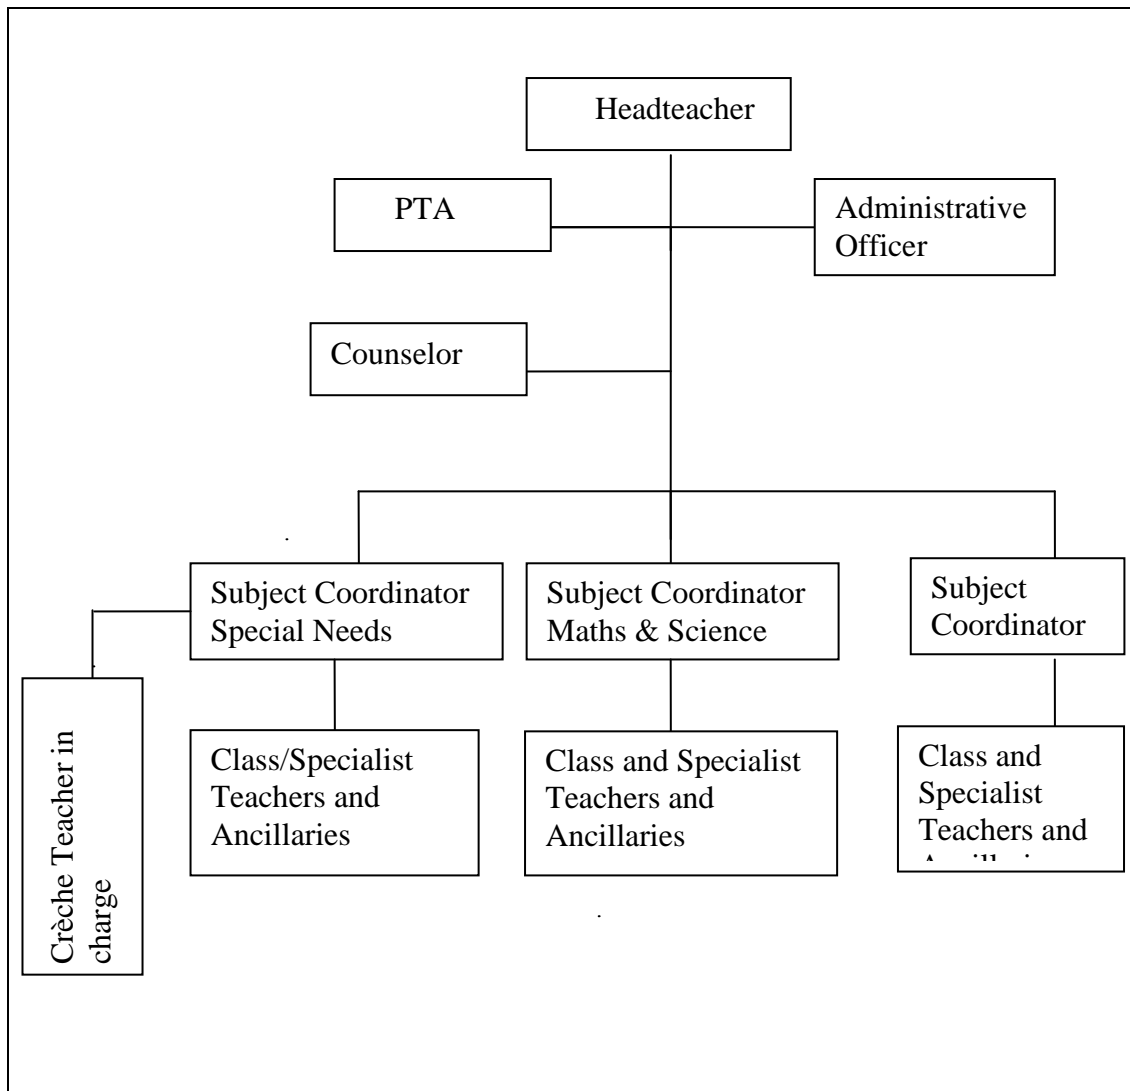 Headteacher
PTA
Administrative
Officer
Counselor
Subject Coordinator
Special Needs
Subject Coordinator
Maths & Science
Subject
Coordinator
Crèche Teacher in
charge
Class/Specialist
Teachers and
Ancillaries
Class and Specialist
Teachers and
Ancillaries
Class and
Specialist
Teachers and